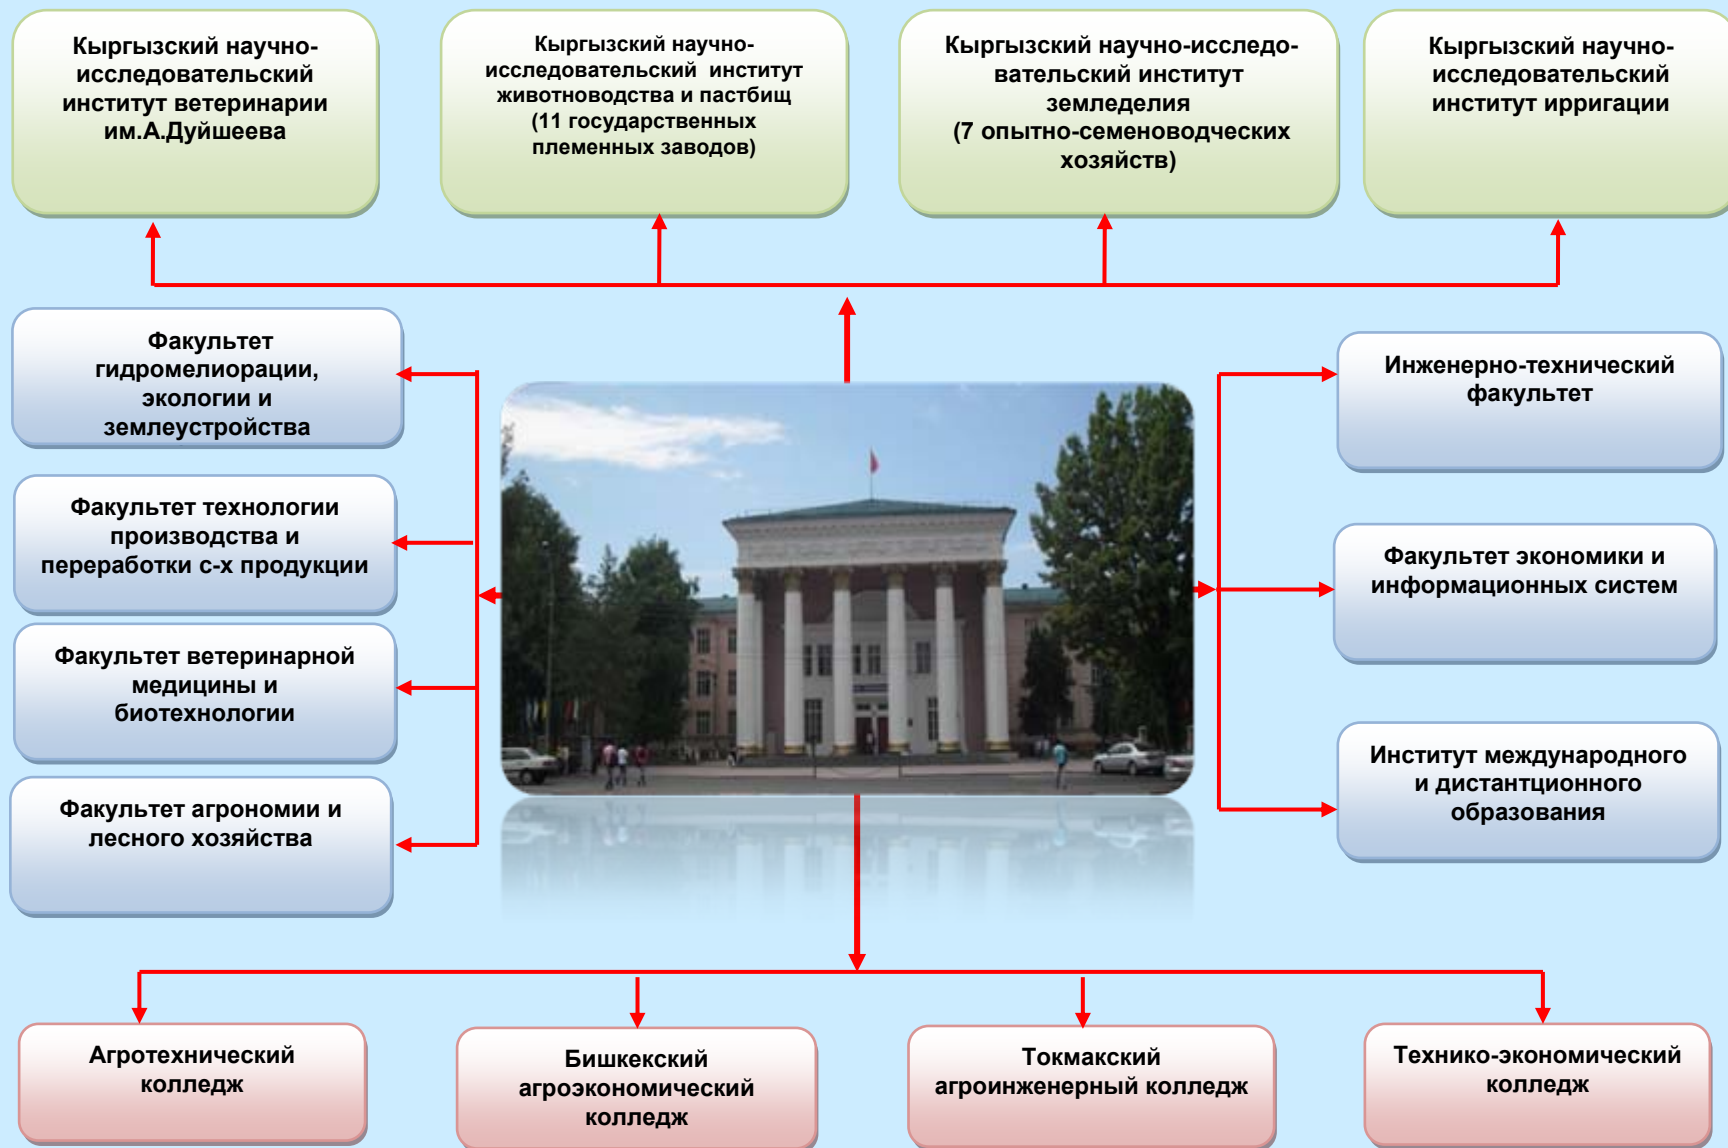 Кыргызский научно-
исследовательский
институт ветеринарии
им.А.Дуйшеева
Кыргызский научно-
исследовательский институт
животноводства и пастбищ
(11 государственных
племенных заводов)
Кыргызский научно-исследо-
вательский институт
земледелия
(7 опытно-семеноводческих
хозяйств)
Кыргызский научно-
исследовательский
институт ирригации
Факультет
гидромелиорации,
экологии и
землеустройства
Факультет технологии
производства и
переработки с-х продукции
Факультет ветеринарной
медицины и
биотехнологии
Факультет агрономии и
лесного хозяйства
Инженерно-технический
факультет
Факультет экономики и
информационных систем
Институт международного
и дистантционного
образования
Агротехнический
колледж
Бишкекский
агроэкономический
колледж
Токмакский
агроинженерный колледж
Технико-экономический
колледж